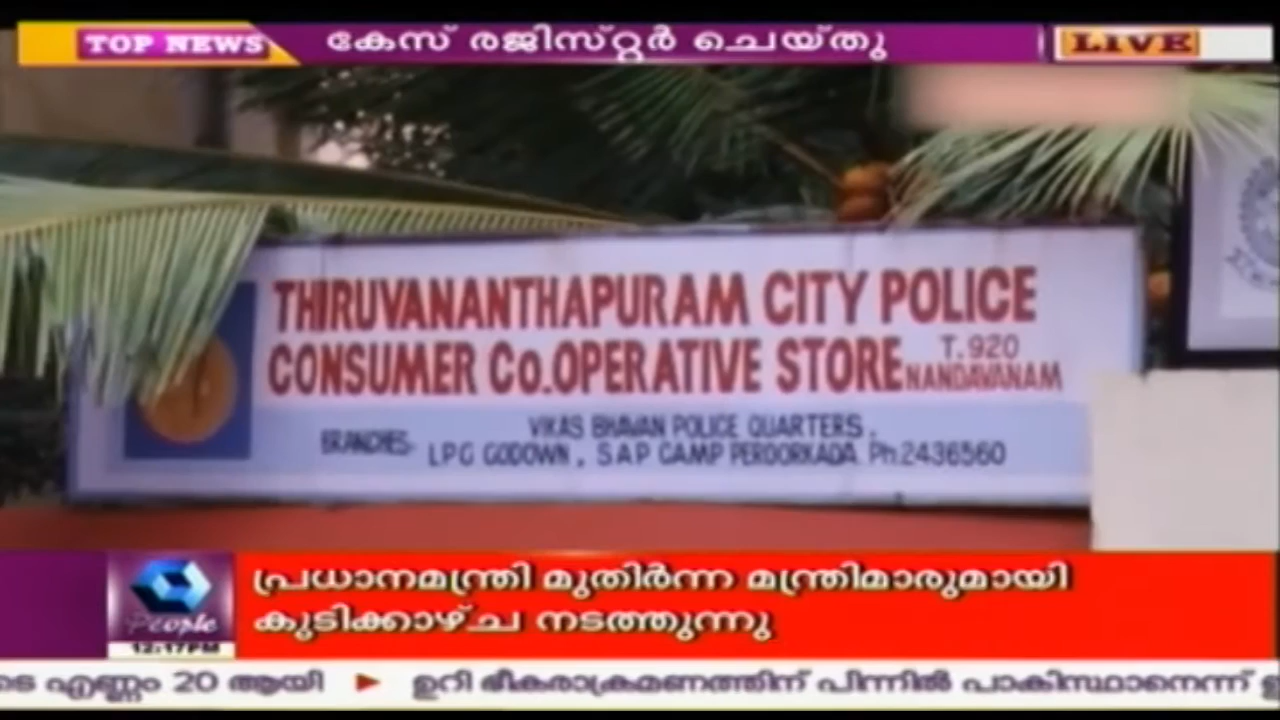 TOP NEWS കേസ് രജിസ്റ്റർ ചെയ്തു LIVE
THIRUVANANTHAPURAM CITY POLICE
CONSUMER Co.OPERATIVE STORE T.920
NANDAVANAM
VIKAS BHAVAN POLICE QUARTERS,
BRANCHES- LPG GODOWN, SAP CAMP PEROORKADA. Ph.2436560
പ്രധാനമന്ത്രി മുതിർന്ന മന്ത്രിമാരുമായി
കുടിക്കാഴ്ച നടത്തുന്നു
People
12:17PM
ടെ എണ്ണം 20 ആയി ഉറി ഭീകരാക്രമണത്തിന് പിന്നിൽ പാകിസ്ഥാനെന്ന്